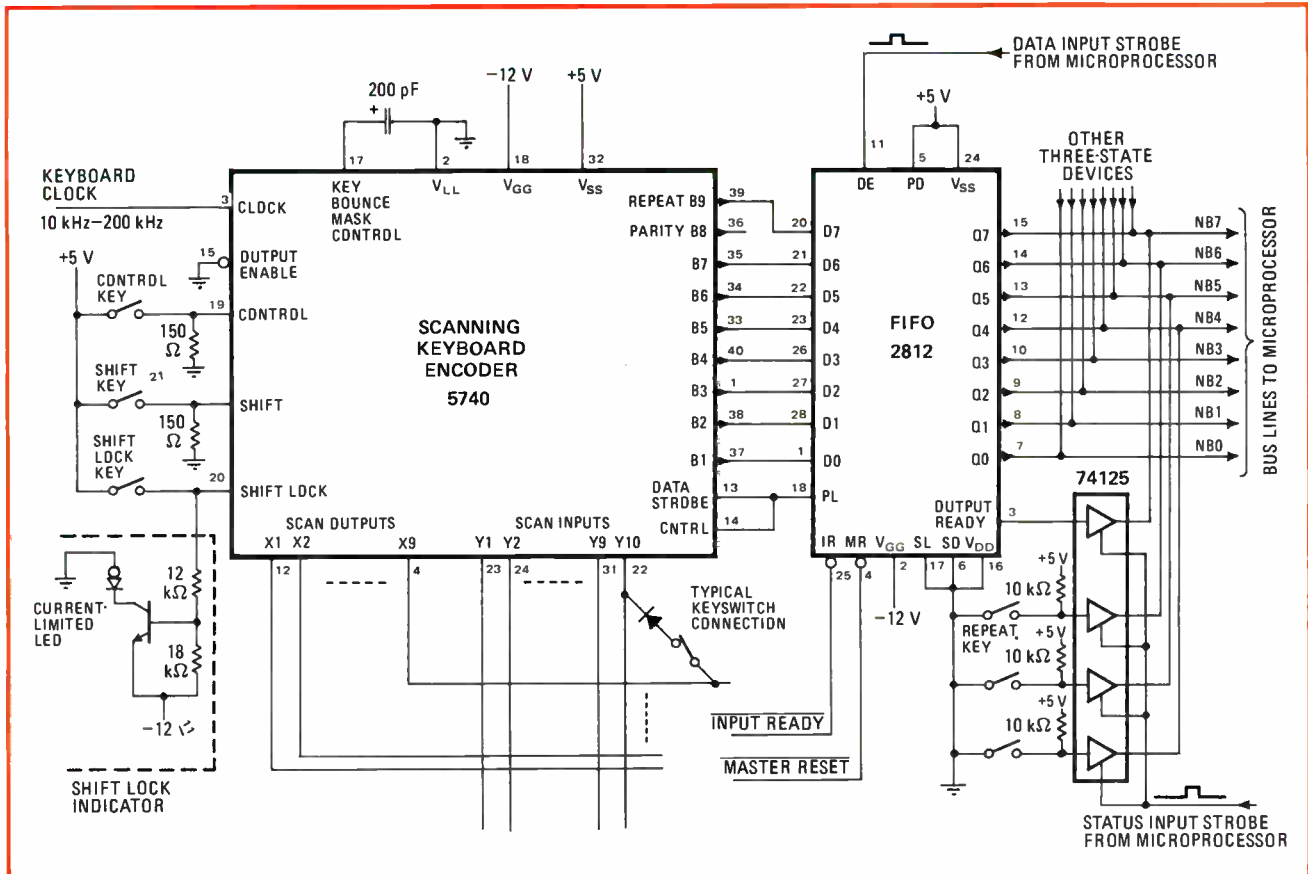 DATA INPUT STROBE
FROM MICROPROCESSOR
200 pF
+
-12 V
+5 V
+5 V
OTHER
THREE-STATE
DEVICES
17
2
18
32
11
5
24
KEYBOARD
CLOCK
10 kHz–200 kHz
3
CLOCK
KEY
BOUNCE
MASK
CONTROL
VLL
VGG
VSS
DE
PD
VSS
REPEAT B9
39
20
D7
Q7
15
NB7
PARITY B8
36
15
OUTPUT
ENABLE
B7
35
21
D6
Q6
14
NB6
+5 V
CONTROL
KEY
19
CONTROL
B6
34
22
D5
Q5
13
NB5
150
Ω
SCANNING
KEYBOARD
ENCODER
5740
B5
33
23
D4
FIFO
2812
Q4
12
NB4
B4
40
26
D3
Q3
10
NB3
SHIFT
KEY
21
SHIFT
B3
1
27
D2
Q2
9
NB2
150
Ω
B2
38
28
D1
Q1
8
NB1
SHIFT
LOCK
KEY
20
SHIFT LOCK
B1
37
1
D0
Q0
7
NB0
BUS LINES TO MICROPROCESSOR
DATA
STROBE
13
18
PL
CNTRL
14
OUTPUT
READY
3
74125
SCAN OUTPUTS
SCAN INPUTS
X1
X2
X9
Y1
Y2
Y9
Y10
12
4
23
24
31
22
IR
MR
VGG
SL
SD
VDD
25
4
2
17
6
16
-12 V
12
kΩ
18
kΩ
-12 V
CURRENT-
LIMITED
LED
SHIFT LOCK
INDICATOR
TYPICAL
KEYSWITCH
CONNECTION
INPUT READY
MASTER RESET
+5 V
10 kΩ
REPEAT
KEY
+5 V
10 kΩ
+5 V
10 kΩ
STATUS INPUT STROBE
FROM MICROPROCESSOR